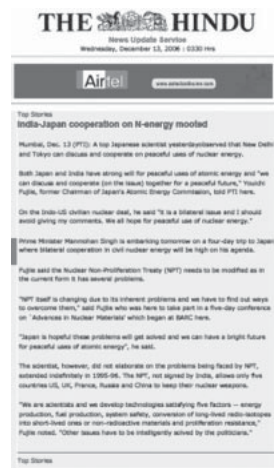 THE HINDU
News Update Service
Wednesday, December 13, 2006 : 0330 Hrs
Airtel
Top Stories
India-Japan cooperation on N-energy mooted
Mumbai, Dec. 13 (PTI): A top Japanese scientist yesterdayobserved that New Delhi
and Tokyo can discuss and cooperate on peaceful uses of nuclear energy.
Both Japan and India have strong will for peaceful uses of atomic energy and "we
can discuss and cooperate (on the issue) together for a peaceful future," Youichi
Fujie, former Chairman of Japan's Atomic Energy Commission, told PTI here.
On the Indo-US civilian nuclear deal, he said "it is a bilateral issue and I should
avoid giving my comments. We all hope for peaceful use of nuclear energy."
Prime Minister Manmohan Singh is embarking tomorrow on a four-day trip to Japan
where bilateral cooperation in civil nuclear energy will be high on his agenda.
Fujie said the Nuclear Non-Proliferation Treaty (NPT) needs to be modified as in
the current form it has several problems.
"NPT itself is changing due to its inherent problems and we have to find out ways
to overcome them," said Fujie who was here to take part in a five-day conference
on `Advances in Nuclear Materials' which began at BARC here.
"Japan is hopeful these problems will get solved and we can have a bright future
for peaceful uses of atomic energy", he said.
The scientist, however, did not elaborate on the problems being faced by NPT,
extended indefinitely in 1995-96. The NPT, not signed by India, allows only five
countries US, UK, France, Russia and China to keep their nuclear weapons.
"We are scientists and we develop technologies satisfying five factors -- energy
production, fuel production, system safety, conversion of long-lived radio-isotopes
into short-lived ones or non-radioactive materials and proliferation resistance,"
Fujie noted. "Other issues have to be intelligently solved by the politicians."
Top Stories